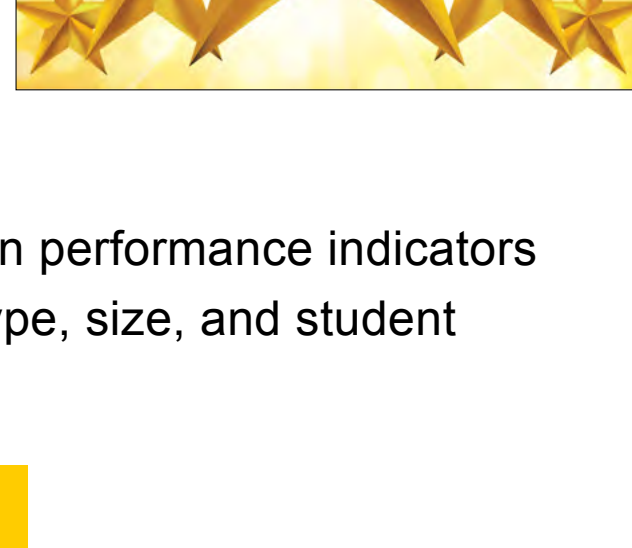 n performance indicators
ype, size, and student